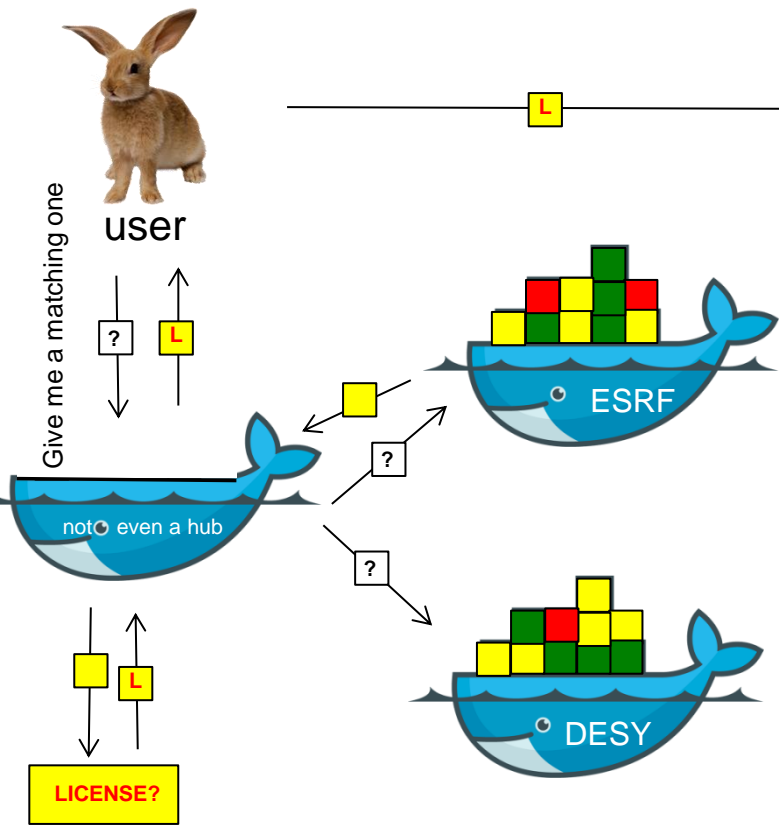 L
user
Give me a matching one
?
L
ESRF
?
not even a hub
?
L
DESY
LICENSE?